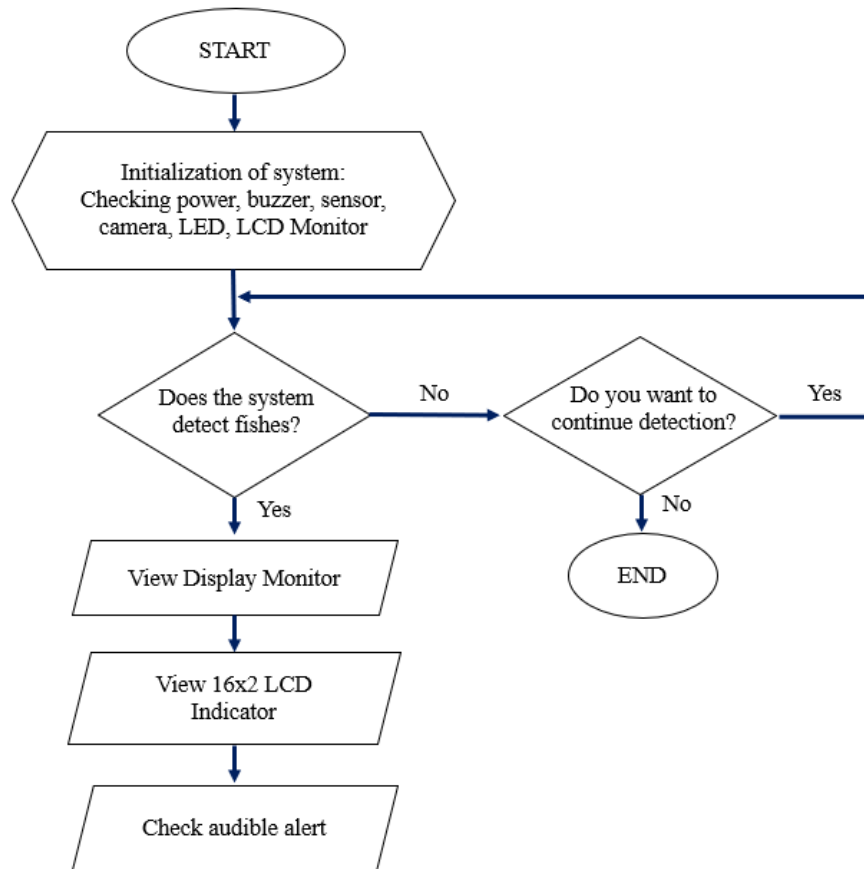 START
Initialization of system:
Checking power, buzzer, sensor,
camera, LED, LCD Monitor
Does the system
detect fishes?
No
Do you want to
continue detection?
Yes
Yes
No
View Display Monitor
END
View 16x2 LCD
Indicator
Check audible alert